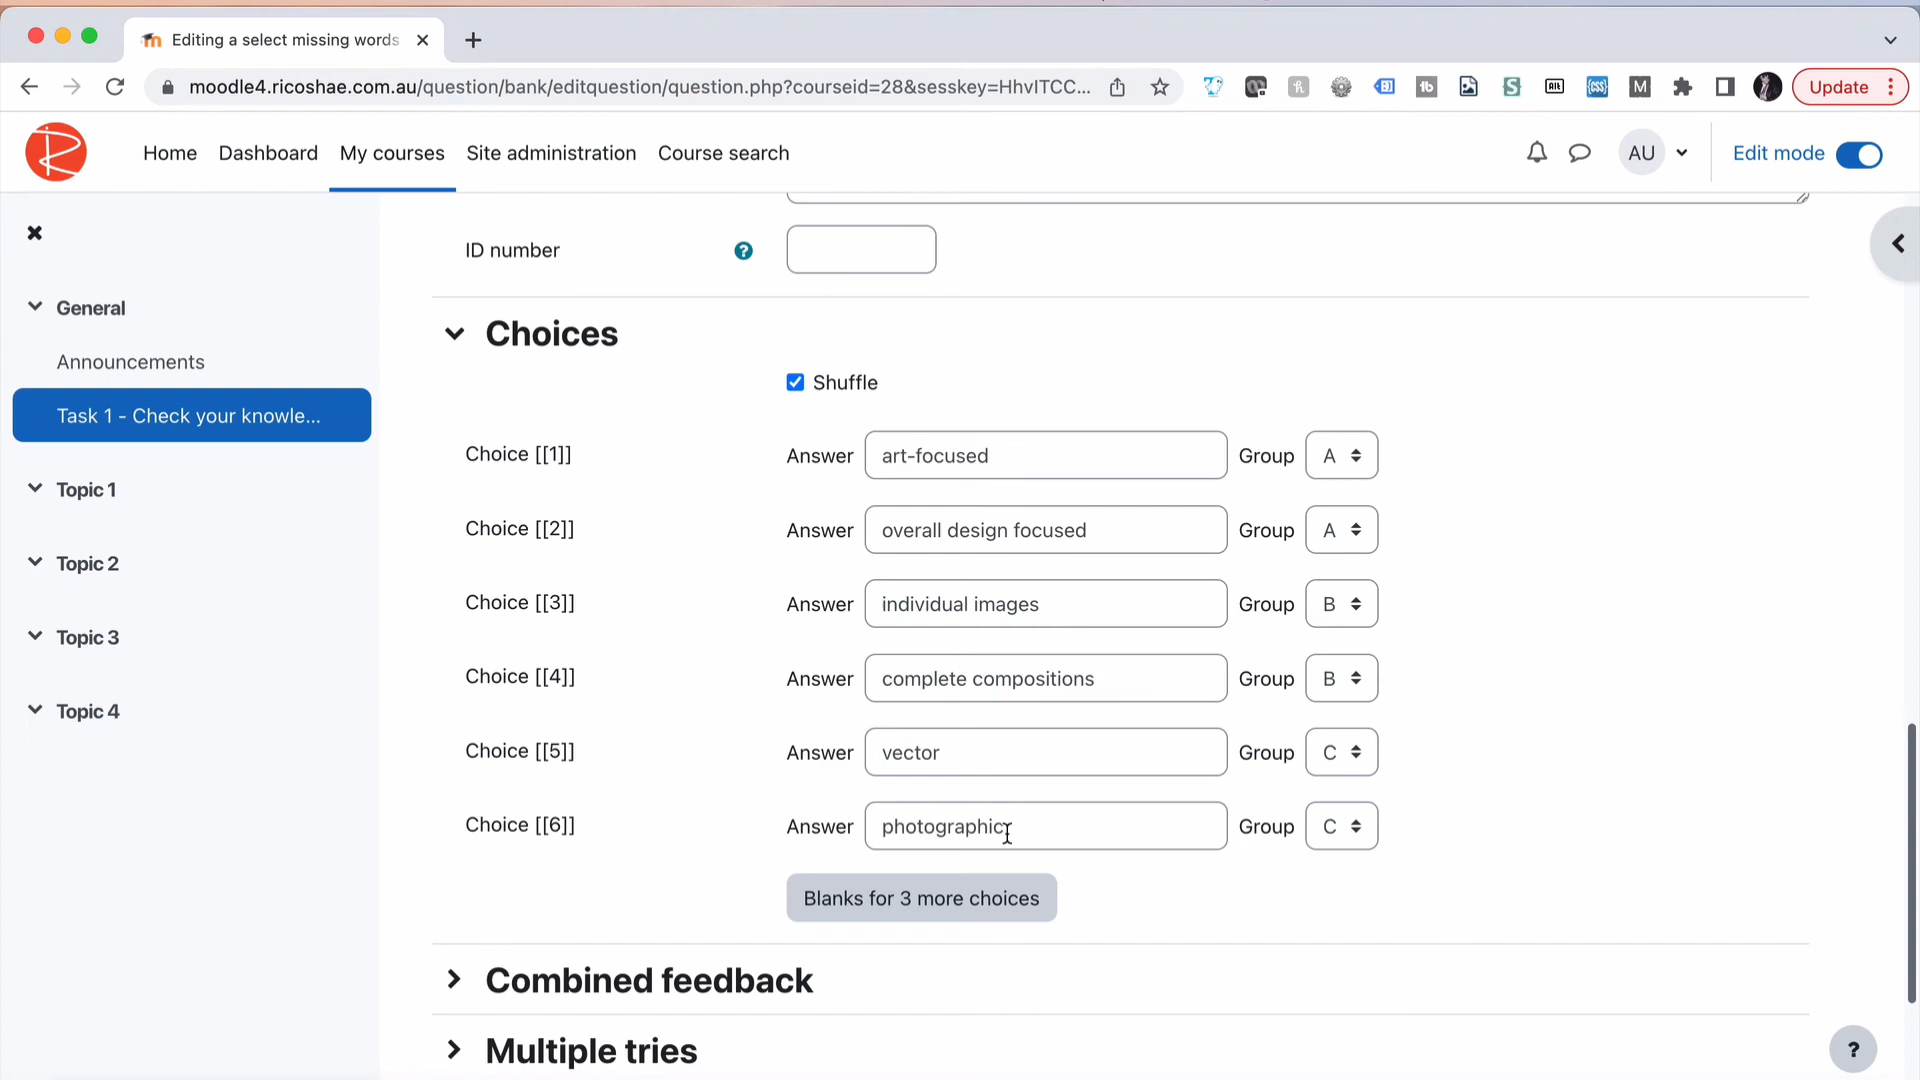 Editing a select missing words
moodle4.ricoshae.com.au/question/bank/editquestion/question.php?courseid=28&sesskey=HhvITCC...
Update
Home Dashboard My courses Site administration Course search
AU
Edit mode
ID number
General
Announcements
Task 1 - Check your knowle...
Topic 1
Topic 2
Topic 3
Topic 4
Choices
Shuffle
Choice [[1]] Answer art-focused Group A
Choice [[2]] Answer overall design focused Group A
Choice [[3]] Answer individual images Group B
Choice [[4]] Answer complete compositions Group B
Choice [[5]] Answer vector Group C
Choice [[6]] Answer photographic Group C
Blanks for 3 more choices
Combined feedback
Multiple tries
?